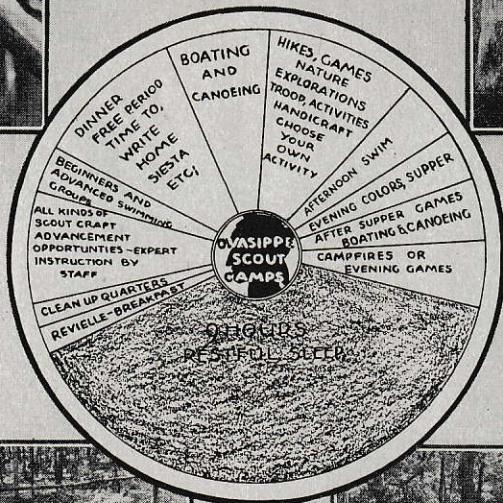 REVIELLE-BREAKFAST
CLEAN UP QUARTERS
ALL KINDS OF
SCOUT CRAFT
ADVANCEMENT
OPPORTUNTIES-EXPERT
INSTRUCTION BY
STAFF
BEGINNERS AND
ADVANCED SWIMMING
GROUPS
DINNER
FREE PERIOD
TIME TO,
WRITE
HOME
SIESTA
ETC;
BOATING
AND
CANOEING
HIKES, GAMES
NATURE
EXPLORATIONS
TROOP, ACTIVITIES
HANDICRAFT
CHOOSE
YOUR
OWN
ACTIVITY
AFTERNOON SWIM
EVENING COLORS, SUPPER
AFTER SUPPER GAMES
BOATING & CANOEING
CAMPFIRES OR
EVENING GAMES
OWASIPPE
SCOUT
CAMPS
9 HOURS
RESTFUL SLEEP